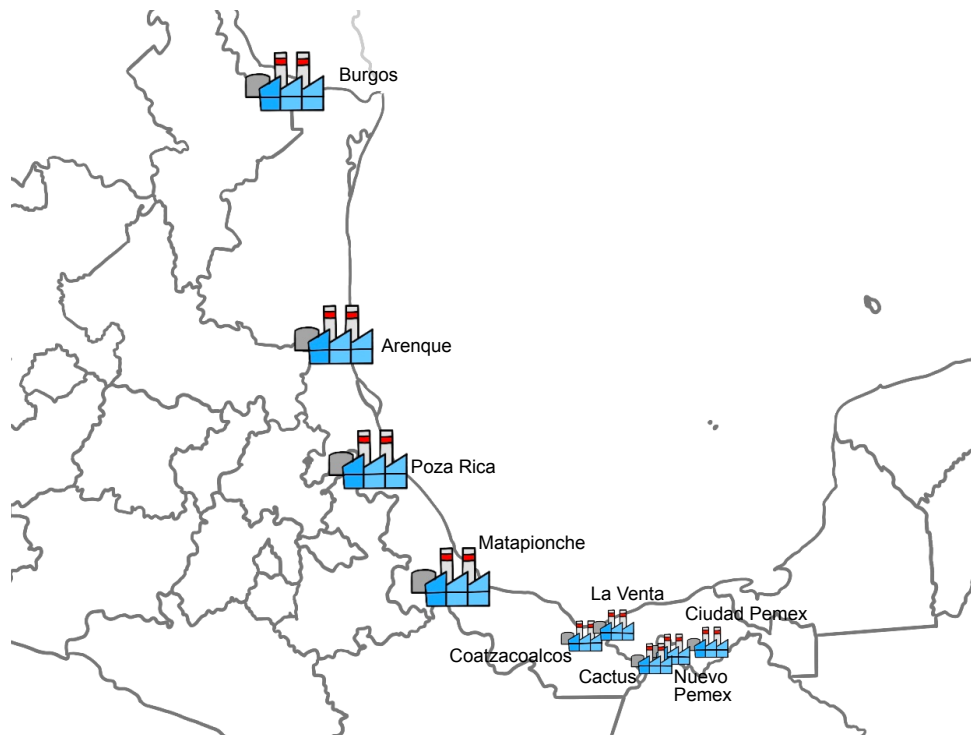 Burgos
Arenque
Poza Rica
Matapionche
La Venta
Ciudad Pemex
Coatzacoalcos
Cactus
Nuevo
Pemex